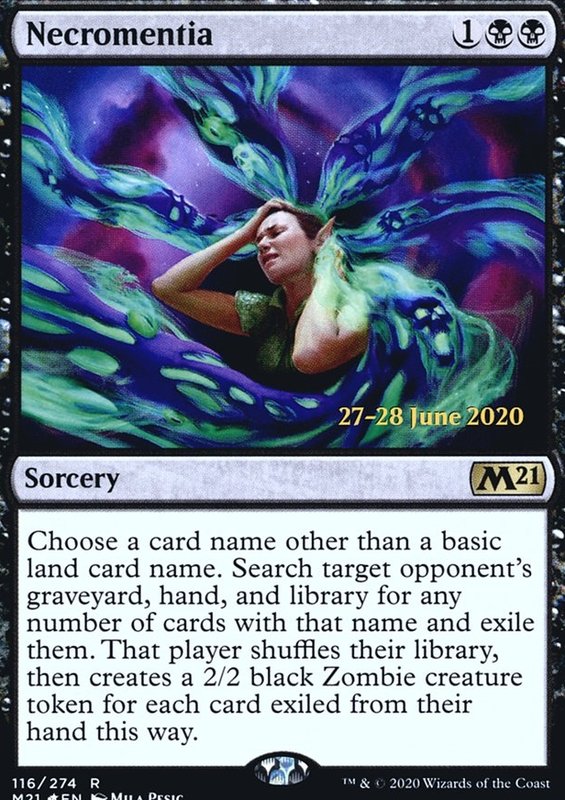 Necromentia 1
27–28 June 2020
Sorcery M21
Choose a card name other than a basic
land card name. Search target opponent's
graveyard, hand, and library for any
number of cards with that name and exile
them. That player shuffles their library,
then creates a 2/2 black Zombie creature
token for each card exiled from their
hand this way.
116/274 R ™ & © 2020 Wizards of the Coast
M21 ★ EN Mila Pesic